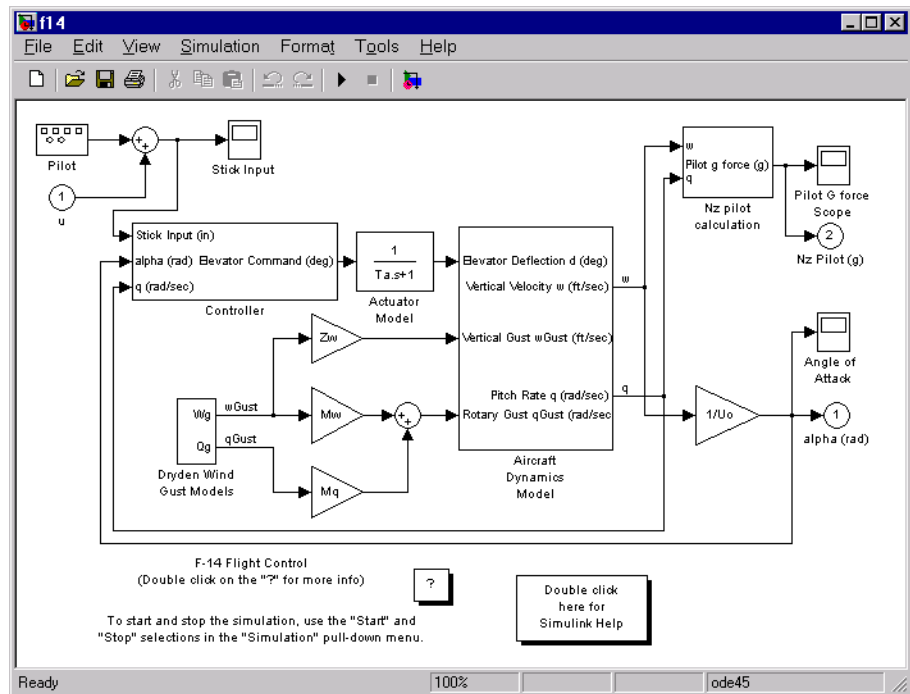 f14
File Edit View Simulation Format Tools Help
Pilot
1
u
Stick Input
w
Pilot g force (g)
q
Nz pilot
calculation
Pilot G force
Scope
2
Nz Pilot (g)
Stick Input (in)
alpha (rad) Elevator Command (deg)
q (rad/sec)
Controller
1
Ta.s+1
Actuator
Model
Elevator Deflection d (deg)
Vertical Velocity w (ft/sec)
Vertical Gust wGust (ft/sec)
Pitch Rate q (rad/sec)
Rotary Gust qGust (rad/sec
Aircraft
Dynamics
Model
w
q
Angle of
Attack
1/Uo
1
alpha (rad)
Zw
Mw
Mq
Wg
wGust
Qg
qGust
Dryden Wind
Gust Models
F-14 Flight Control
(Double click on the "?" for more info)
?
To start and stop the simulation, use the "Start" and
"Stop" selections in the "Simulation" pull-down menu.
Double click
here for
Simulink Help
Ready 100% ode45